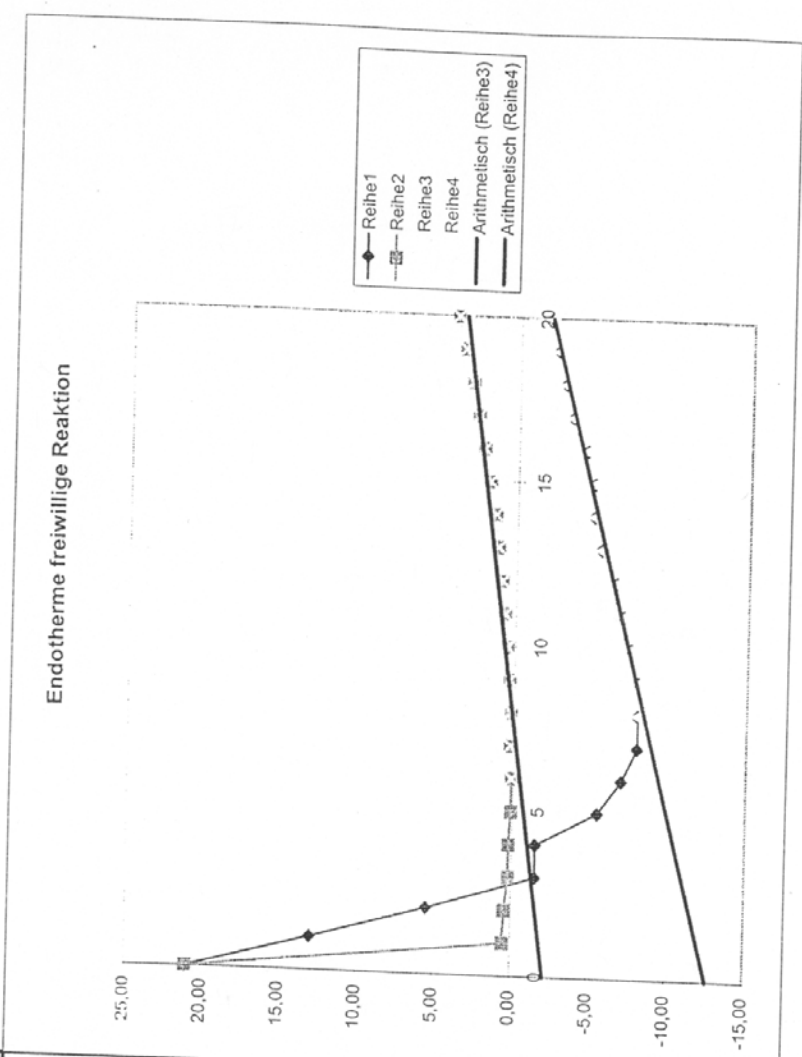 Endotherme freiwillige Reaktion
25,00
20,00
15,00
10,00
5,00
0,00
-5,00
-10,00
-15,00
0
5
10
15
20
Reihe1
Reihe2
Reihe3
Reihe4
Arithmetisch (Reihe3)
Arithmetisch (Reihe4)